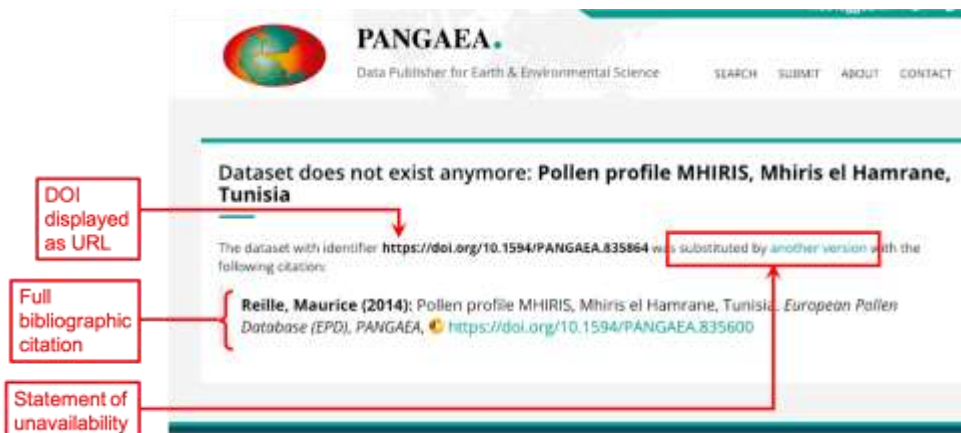 PANGAEA.
Data Publisher for Earth & Environmental Science
SEARCH SUBMIT ABOUT CONTACT
Dataset does not exist anymore: Pollen profile MHIRIS, Mhiris el Hamrane,
Tunisia
DOI
displayed
as URL
The dataset with identifier https://doi.org/10.1594/PANGAEA.835864 was substituted by another version with the
following citation:
Full
bibliographic
citation
Reille, Maurice (2014): Pollen profile MHIRIS, Mhiris el Hamrane, Tunisia. European Pollen
Database (EPD), PANGAEA, https://doi.org/10.1594/PANGAEA.835600
Statement of
unavailability